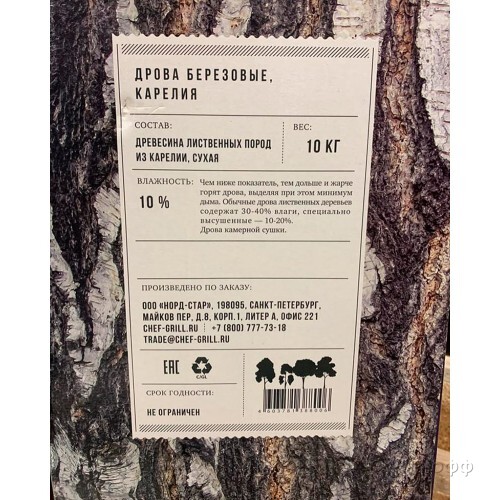 ДРОВА БЕРЕЗОВЫЕ,
КАРЕЛИЯ
СОСТАВ:
ДРЕВЕСИНА ЛИСТВЕННЫХ ПОРОД
ИЗ КАРЕЛИИ, СУХАЯ
ВЕС:
10 КГ
ВЛАЖНОСТЬ:
10 %
Чем ниже показатель, тем дольше и жарче
горят дрова, выделяя при этом минимум
дыма. Обычные дрова лиственных деревьев
содержат 30-40% влаги, специально
высушенные — 10-20%.
Дрова камерной сушки.
ПРОИЗВЕДЕНО ПО ЗАКАЗУ:
ООО «НОРД-СТАР», 198095, САНКТ-ПЕТЕРБУРГ,
МАЙКОВ ПЕР, Д.8, КОРП.1, ЛИТЕР А, ОФИС 221
CHEF-GRILL.RU | +7 (800) 777-73-18
TRADE@CHEF-GRILL.RU
EAC
СРОК ГОДНОСТИ:
НЕ ОГРАНИЧЕН